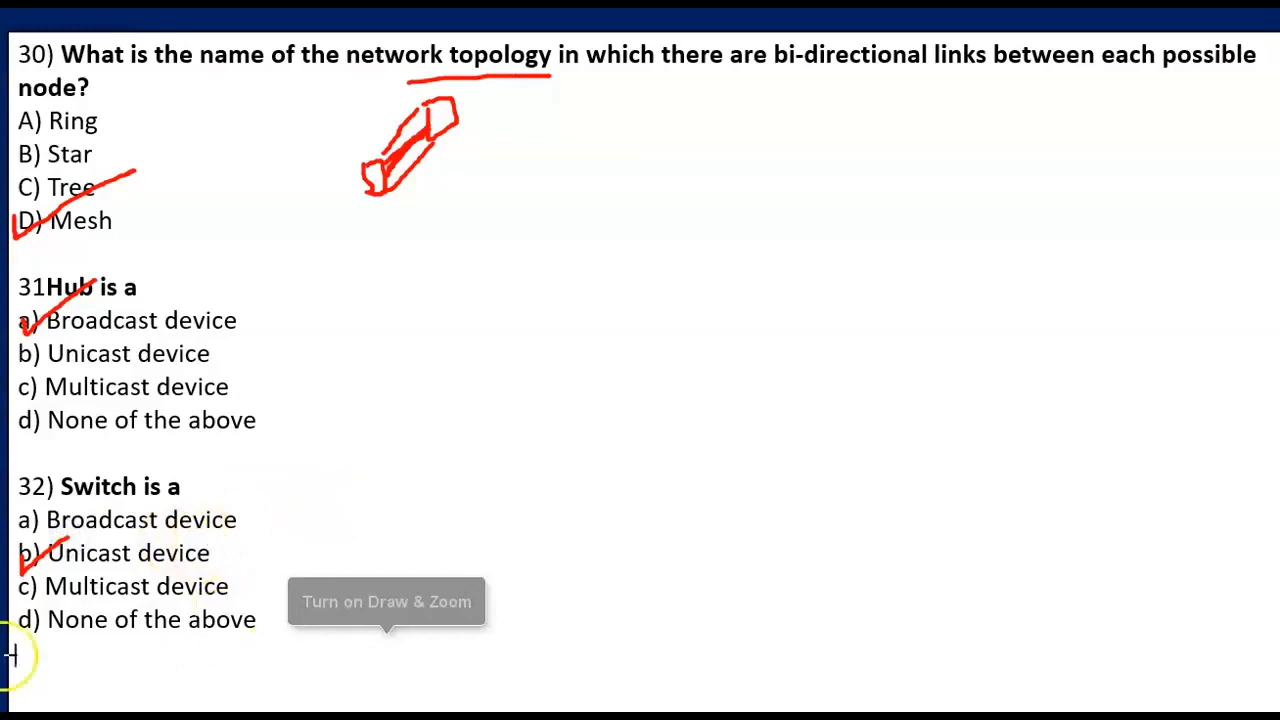 30) What is the name of the network topology in which there are bi-directional links between each possible
node?
A) Ring
B) Star
C) Tree
D) Mesh
31Hub is a
a) Broadcast device
b) Unicast device
c) Multicast device
d) None of the above
32) Switch is a
a) Broadcast device
b) Unicast device
c) Multicast device
d) None of the above
Turn on Draw & Zoom